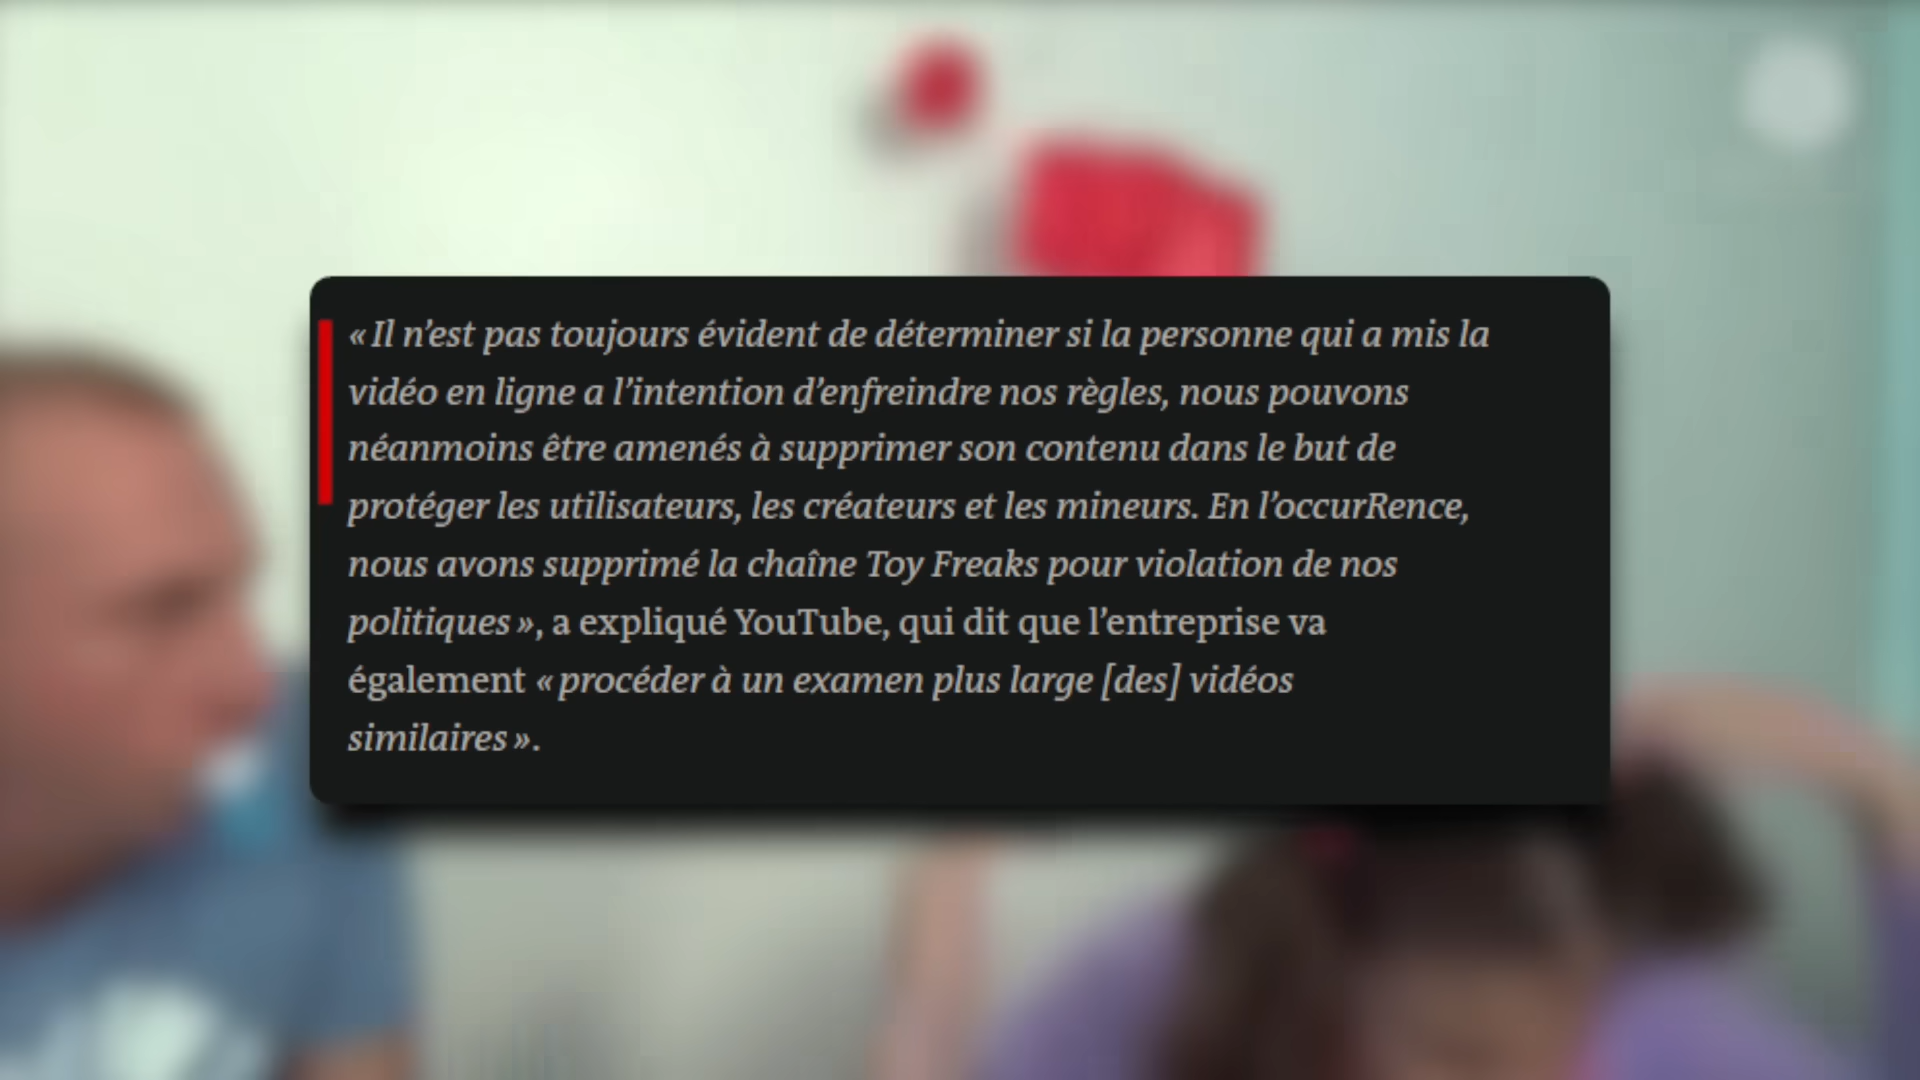 « Il n’est pas toujours évident de déterminer si la personne qui a mis la
vidéo en ligne a l’intention d’enfreindre nos règles, nous pouvons
néanmoins être amenés à supprimer son contenu dans le but de
protéger les utilisateurs, les créateurs et les mineurs. En l’occurRence,
nous avons supprimé la chaîne Toy Freaks pour violation de nos
politiques », a expliqué YouTube, qui dit que l’entreprise va
également « procéder à un examen plus large [des] vidéos
similaires ».